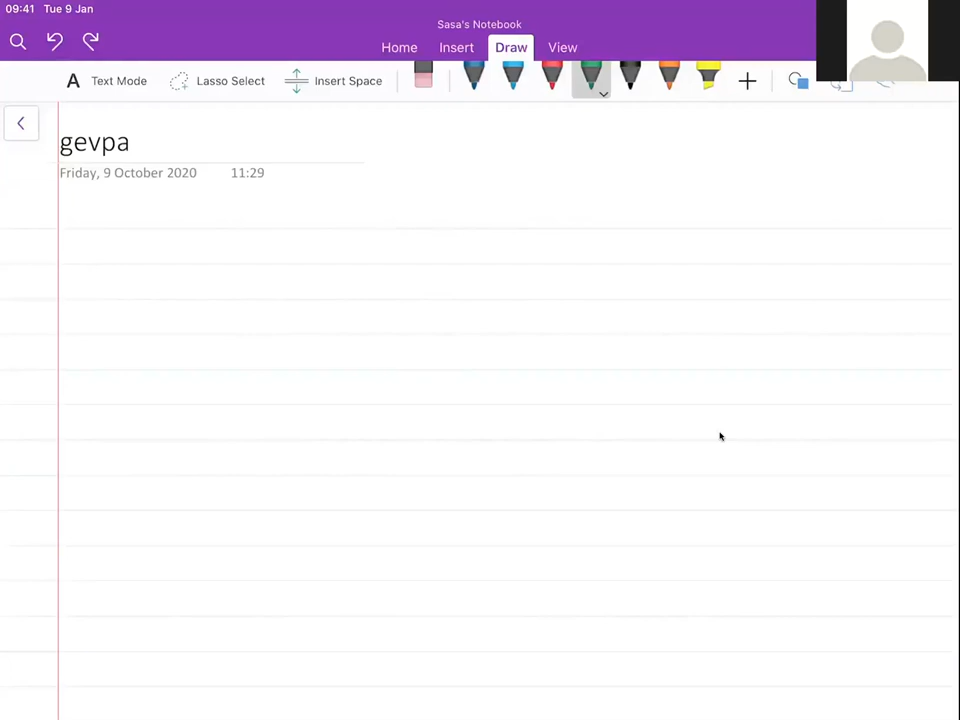 09:41 Tue 9 Jan
Sasa's Notebook
Home Insert Draw View
A Text Mode Lasso Select Insert Space
gevpa
Friday, 9 October 2020 11:29